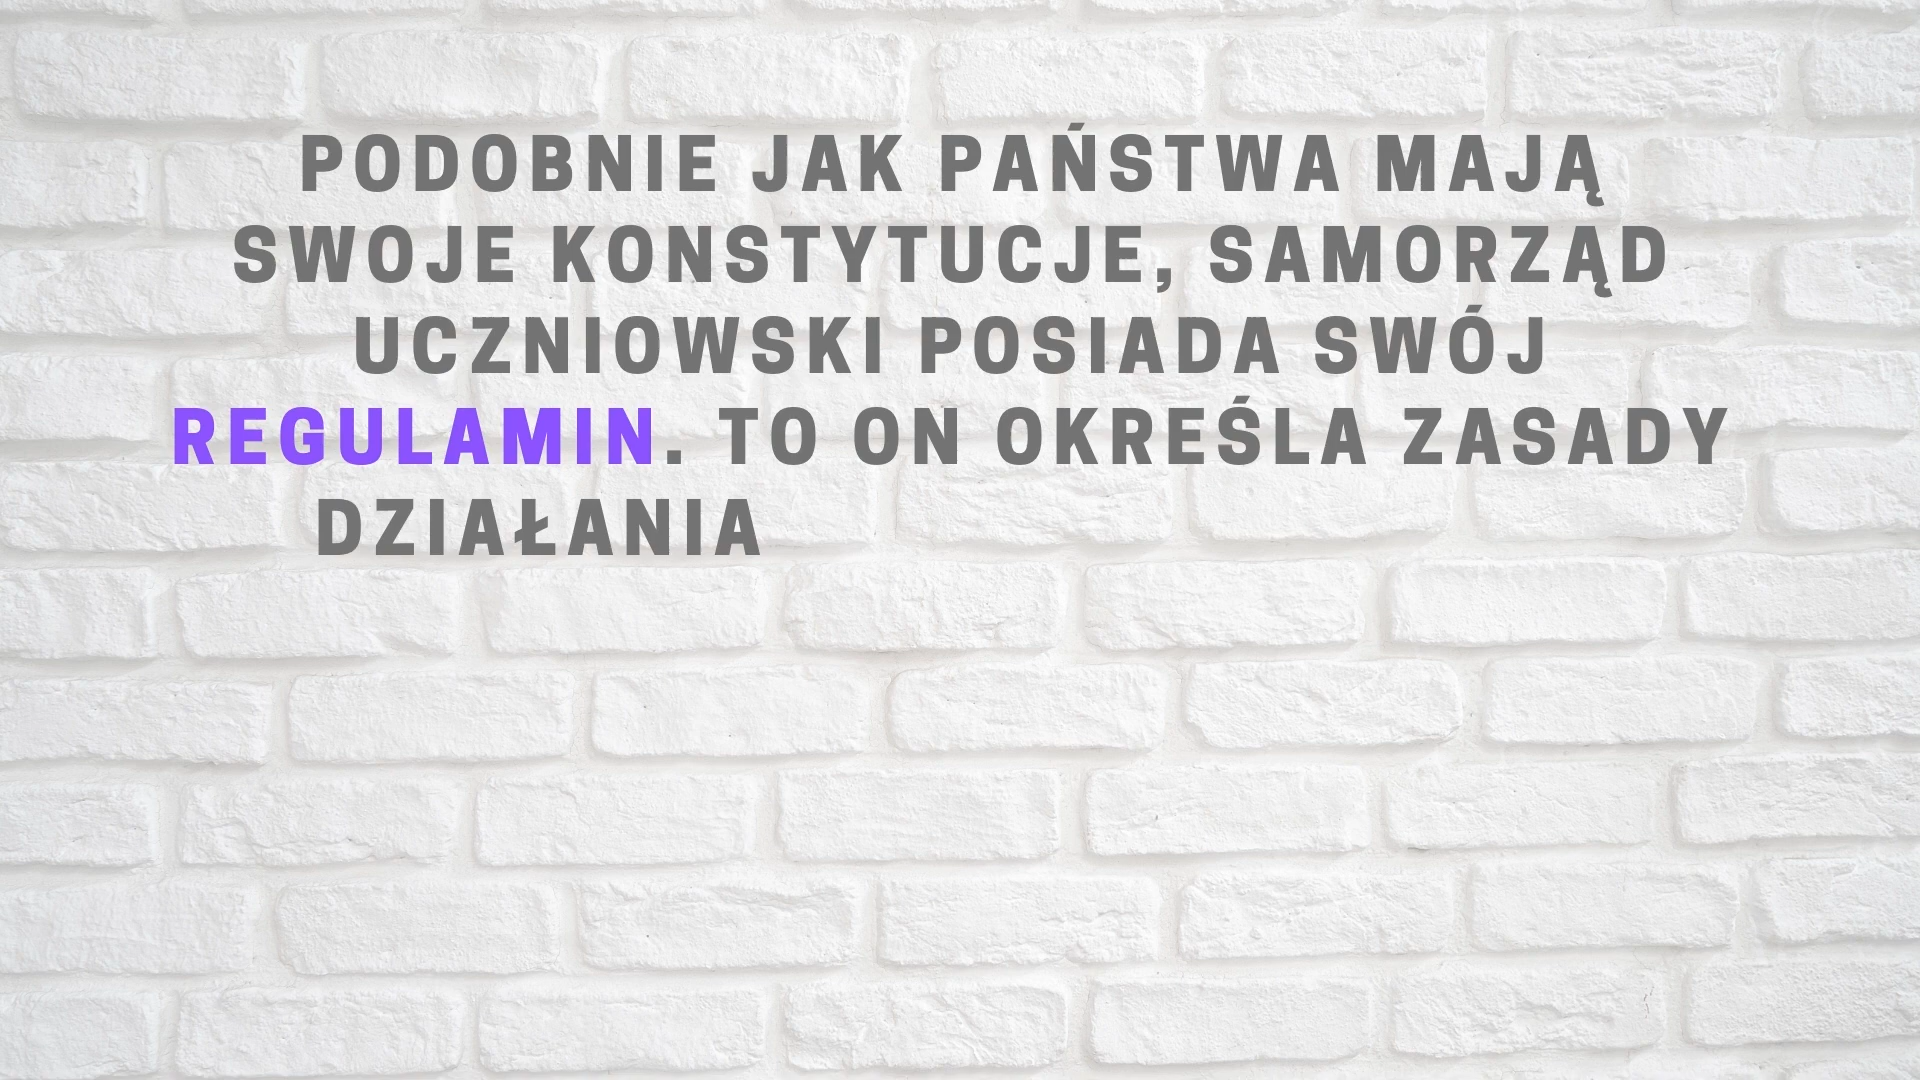 PODOBNIE JAK PAŃSTWA MAJĄ
SWOJE KONSTYTUCJE, SAMORZĄD
UCZNIOWSKI POSIADA SWÓJ
REGULAMIN. TO ON OKREŚLA ZASADY
DZIAŁANIA